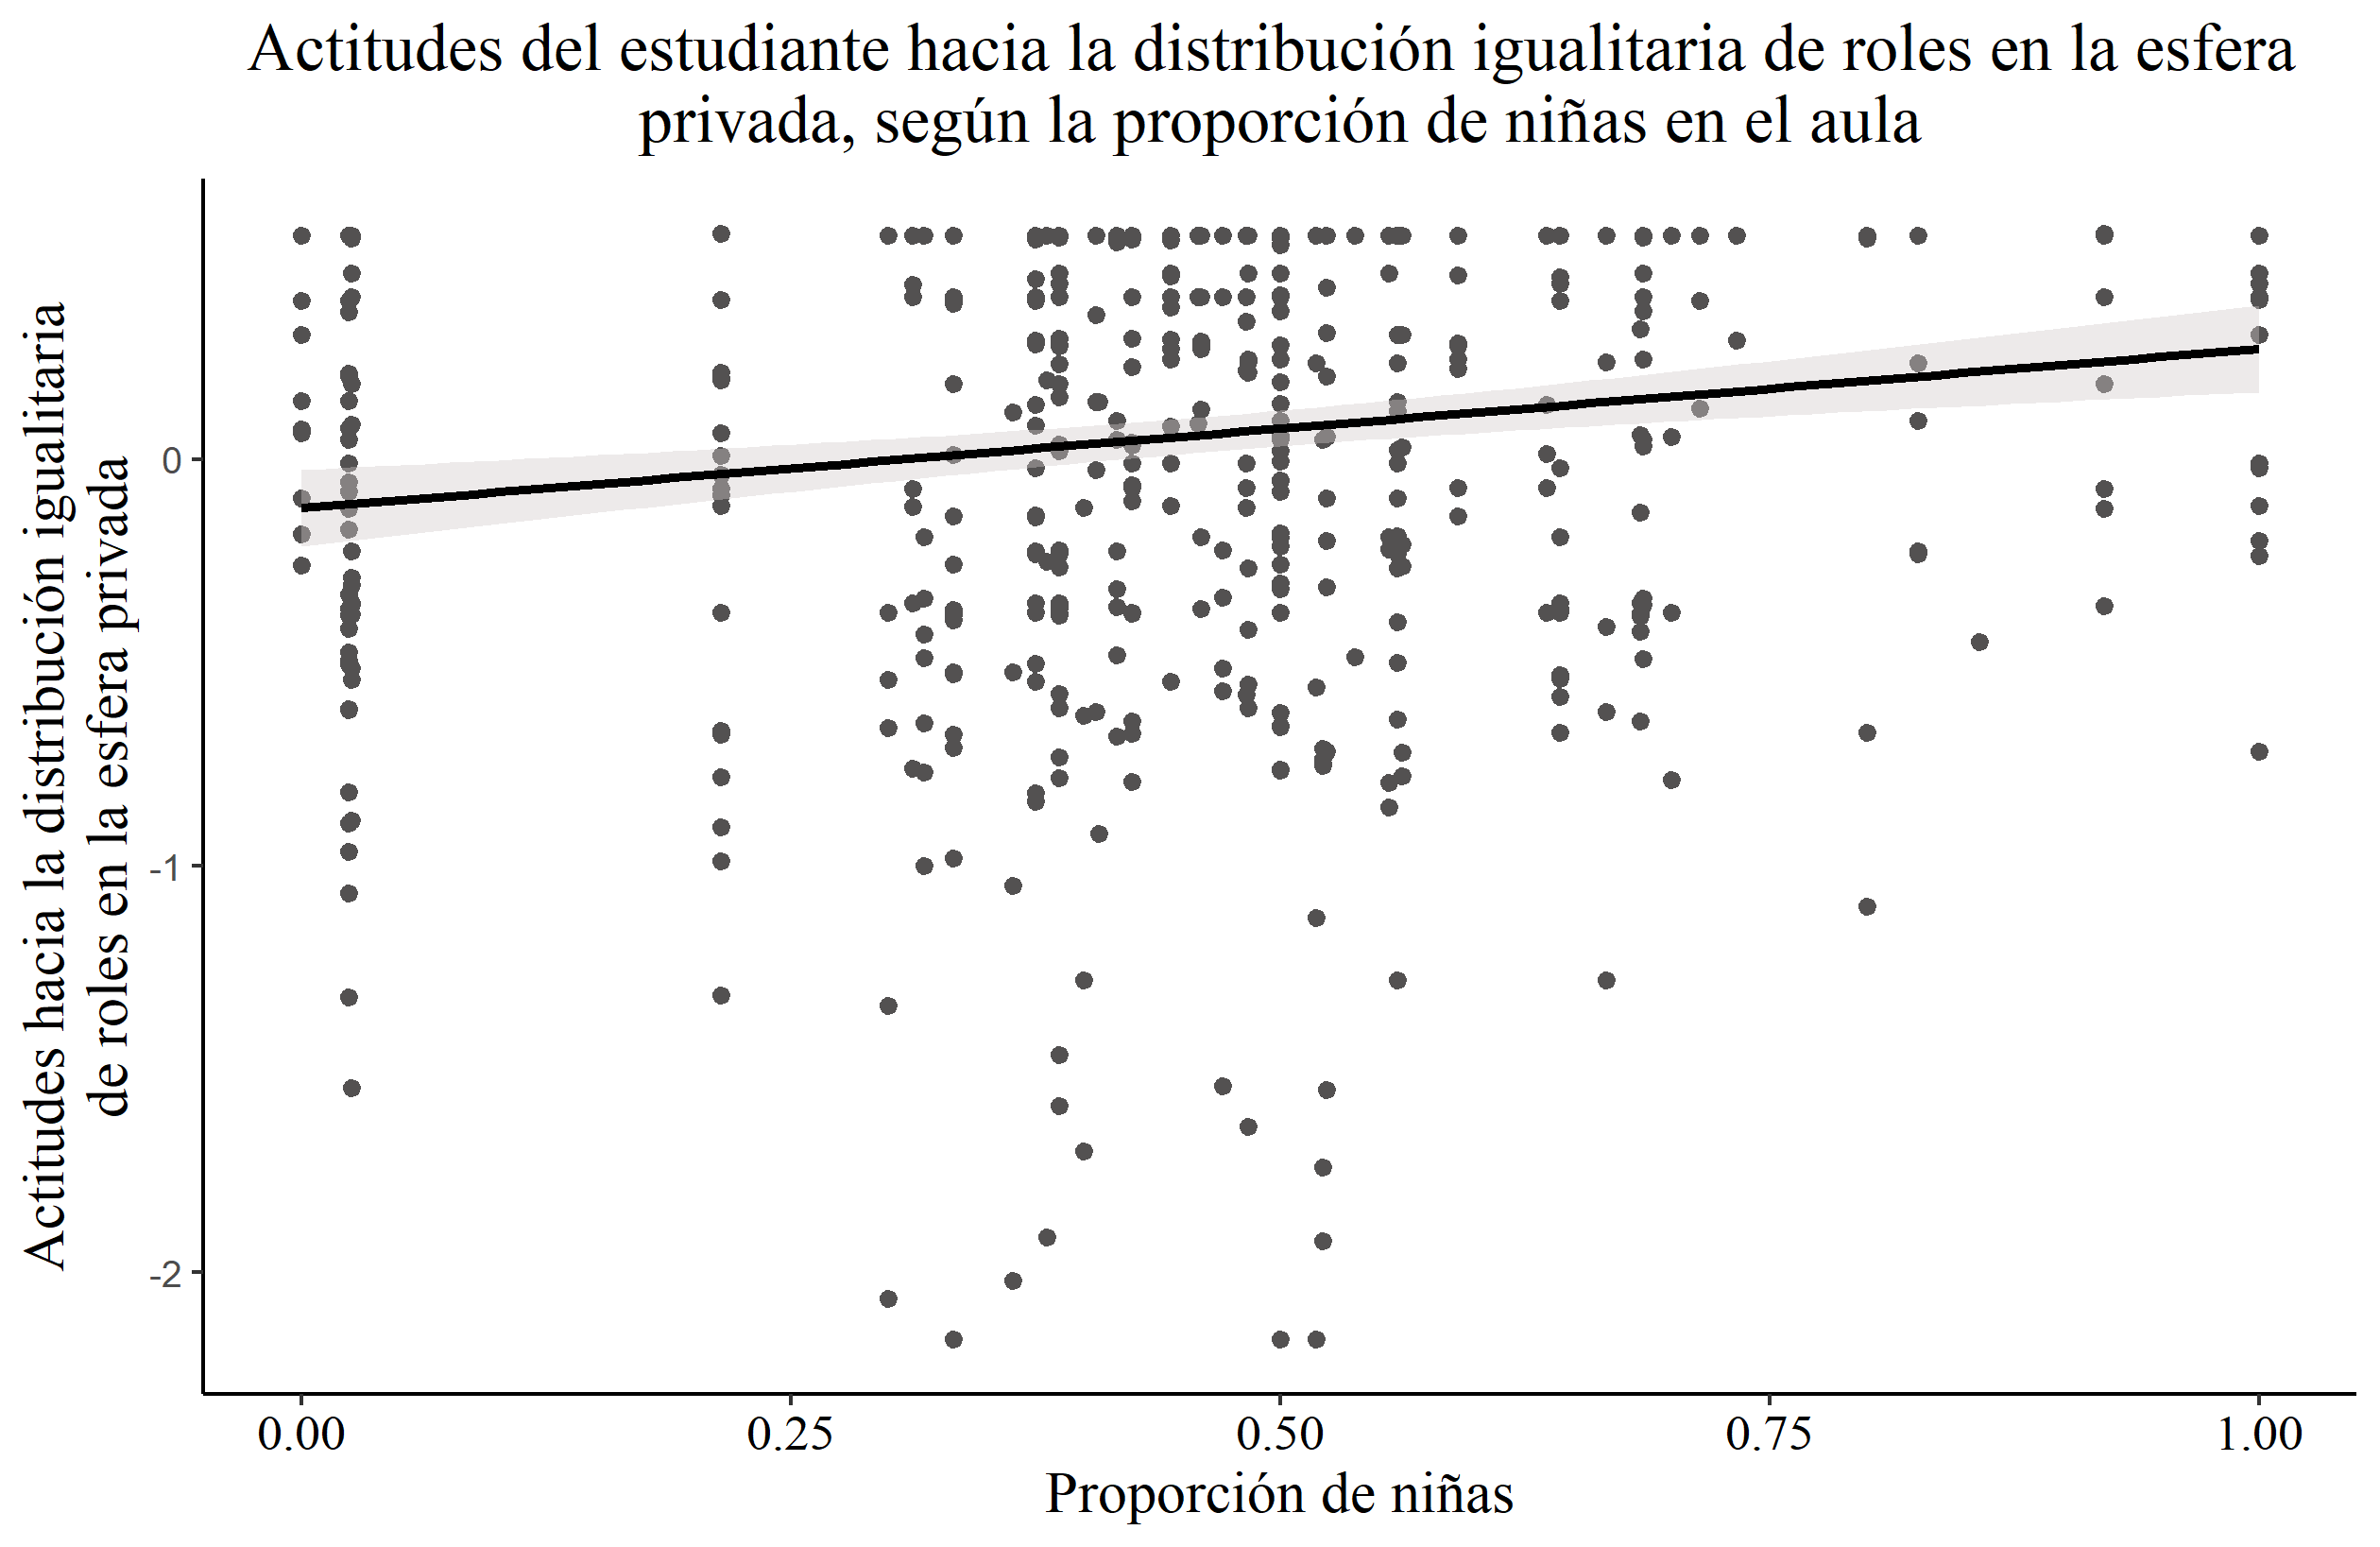 Actitudes del estudiante hacia la distribución igualitaria de roles en la esfera
privada, según la proporción de niñas en el aula
Actitudes hacia la distribución igualitaria
de roles en la esfera privada
0
-1
-2
0.00
0.25
0.50
0.75
1.00
Proporción de niñas